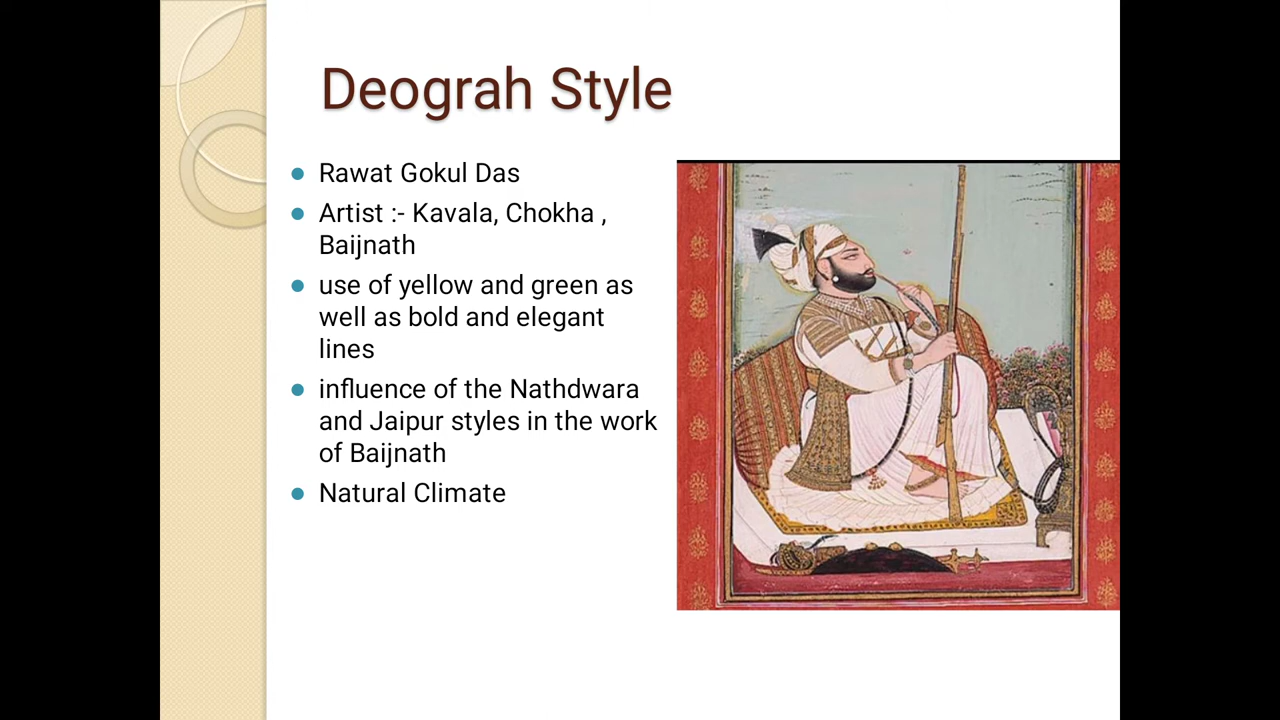 Deograh Style
Rawat Gokul Das
Artist :- Kavala, Chokha ,
Baijnath
use of yellow and green as
well as bold and elegant
lines
influence of the Nathdwara
and Jaipur styles in the work
of Baijnath
Natural Climate